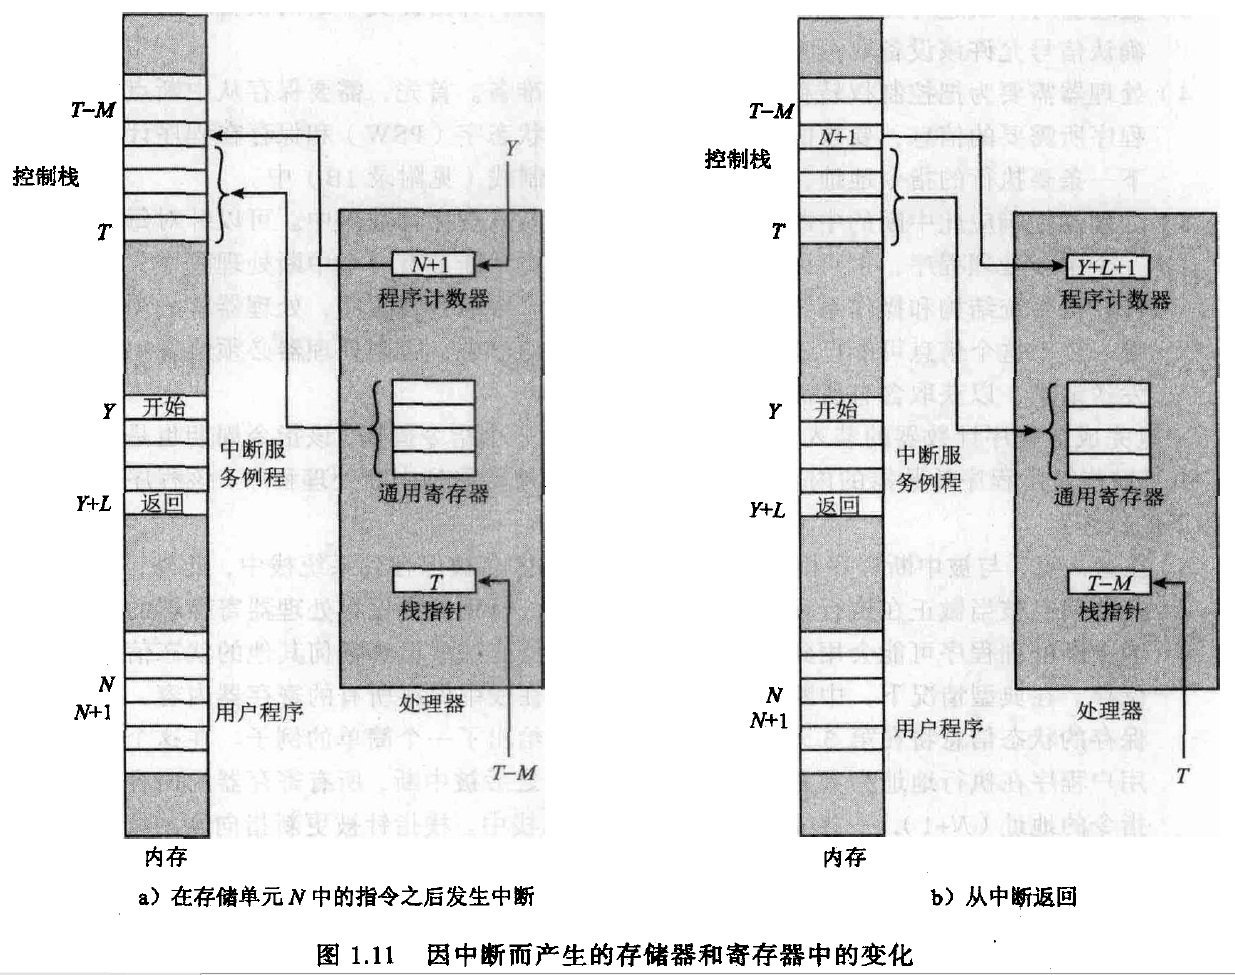 T–M
控制栈
T
Y
N+1
程序计数器
Y
开始
中断服
务例程
通用寄存器
Y+L
返回
T
栈指针
N
N+1
用户程序
处理器
T–M
内存
a）在存储单元 N 中的指令之后发生中断
T–M
N+1
控制栈
T
Y+L+1
程序计数器
Y
开始
中断服
务例程
通用寄存器
Y+L
返回
T–M
栈指针
N
N+1
用户程序
处理器
T
内存
b）从中断返回
图 1.11 因中断而产生的存储器和寄存器中的变化